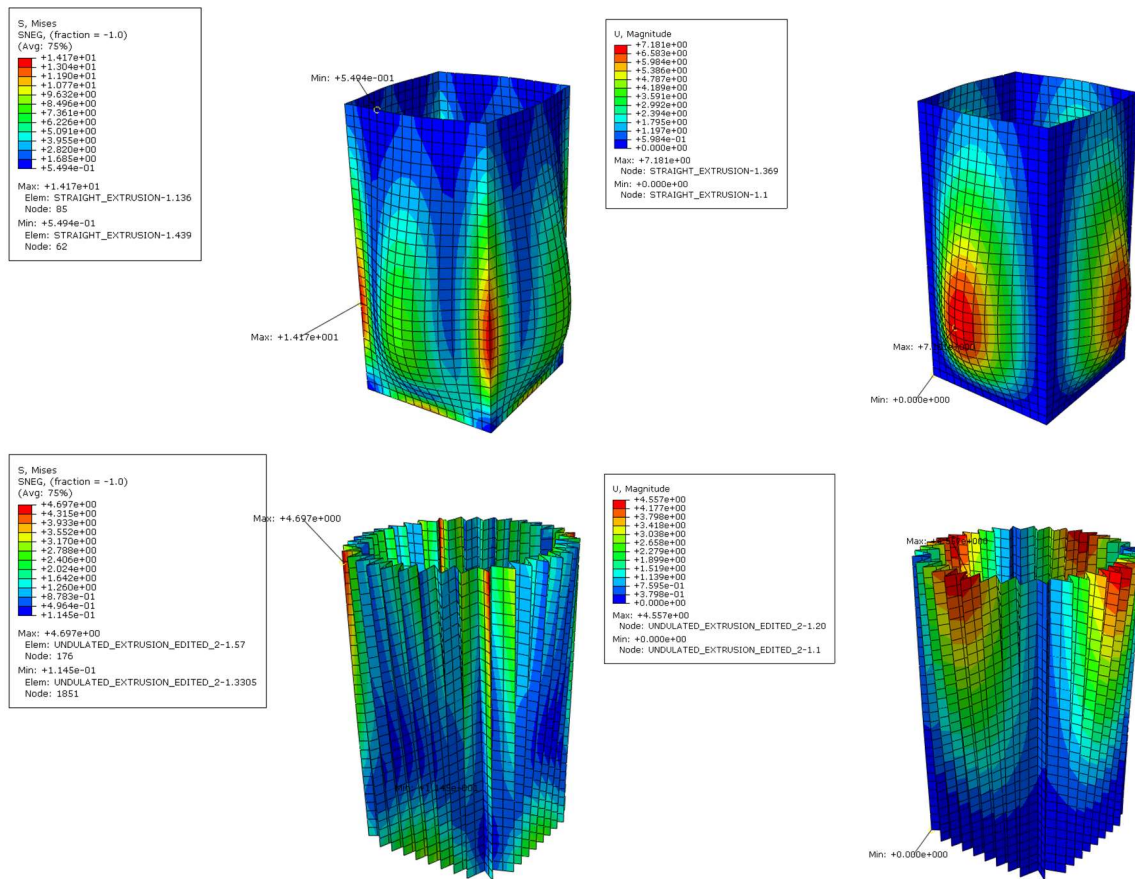 S, Mises
SNEG, (fraction = -1.0)
(Avg: 75%)
+1.417e+01
+1.304e+01
+1.190e+01
+1.077e+01
+9.632e+00
+8.496e+00
+7.361e+00
+6.226e+00
+5.091e+00
+3.955e+00
+2.820e+00
+1.685e+00
+5.494e-01
Max: +1.417e+01
Elem: STRAIGHT_EXTRUSION-1.136
Node: 85
Min: +5.494e-01
Elem: STRAIGHT_EXTRUSION-1.439
Node: 62
Min: +5.494e-001
Max: +1.417e+001
U, Magnitude
+7.181e+00
+6.583e+00
+5.984e+00
+5.386e+00
+4.787e+00
+4.189e+00
+3.591e+00
+2.992e+00
+2.394e+00
+1.795e+00
+1.197e+00
+5.984e-01
+0.000e+00
Max: +7.181e+00
Node: STRAIGHT_EXTRUSION-1.369
Min: +0.000e+00
Node: STRAIGHT_EXTRUSION-1.1
Max:
Min: +0.000e+000
S, Mises
SNEG, (fraction = -1.0)
(Avg: 75%)
+4.697e+00
+4.315e+00
+3.933e+00
+3.552e+00
+3.170e+00
+2.788e+00
+2.406e+00
+2.024e+00
+1.642e+00
+1.260e+00
+8.783e-01
+4.964e-01
+1.145e-01
Max: +4.697e+00
Elem: UNDULATED_EXTRUSION_EDITED_2-1.57
Node: 176
Min: +1.145e-01
Elem: UNDULATED_EXTRUSION_EDITED_2-1.3305
Node: 1851
Max: +4.697e+000
Min:
U, Magnitude
+4.557e+00
+4.177e+00
+3.798e+00
+3.418e+00
+3.038e+00
+2.658e+00
+2.279e+00
+1.899e+00
+1.519e+00
+1.139e+00
+7.595e-01
+3.798e-01
+0.000e+00
Max: +4.557e+00
Node: UNDULATED_EXTRUSION_EDITED_2-1.20
Min: +0.000e+00
Node: UNDULATED_EXTRUSION_EDITED_2-1.1
Max:
Min: +0.000e+000